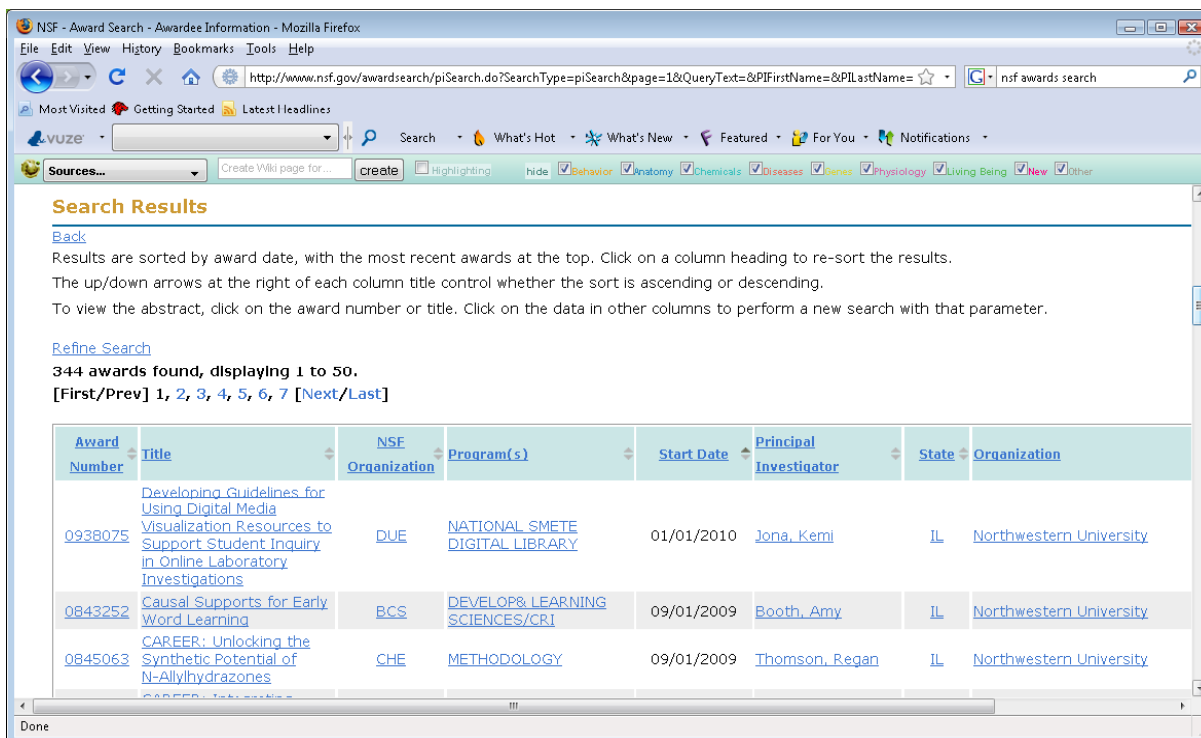 NSF - Award Search - Awardee Information - Mozilla Firefox
File Edit View History Bookmarks Tools Help
http://www.nsf.gov/awardsearch/piSearch.do?SearchType=piSearch&page=1&QueryText=&PIFirstName=&PILastName=
G nsf awards search
Most Visited Getting Started Latest Headlines
vuze Search What's Hot What's New Featured For You Notifications
Sources... Create Wiki page for... create Highlighting hide Behavior Anatomy Chemicals Diseases Genes Physiology Living Being New Other
Search Results
Back
Results are sorted by award date, with the most recent awards at the top. Click on a column heading to re-sort the results.
The up/down arrows at the right of each column title control whether the sort is ascending or descending.
To view the abstract, click on the award number or title. Click on the data in other columns to perform a new search with that parameter.
Refine Search
344 awards found, displaying 1 to 50.
[First/Prev] 1, 2, 3, 4, 5, 6, 7 [Next/Last]
Award Number Title NSF Organization Program(s) Start Date Principal Investigator State Organization
0938075
Developing Guidelines for
Using Digital Media
Visualization Resources to
Support Student Inquiry
in Online Laboratory
Investigations
DUE
NATIONAL SMETE
DIGITAL LIBRARY
01/01/2010
Jona, Kemi
IL
Northwestern University
0843252
Causal Supports for Early
Word Learning
BCS
DEVELOP& LEARNING
SCIENCES/CRI
09/01/2009
Booth, Amy
IL
Northwestern University
0845063
CAREER: Unlocking the
Synthetic Potential of
N-Allylhydrazones
CHE
METHODOLOGY
09/01/2009
Thomson, Regan
IL
Northwestern University
CAREER: Integrating
Done